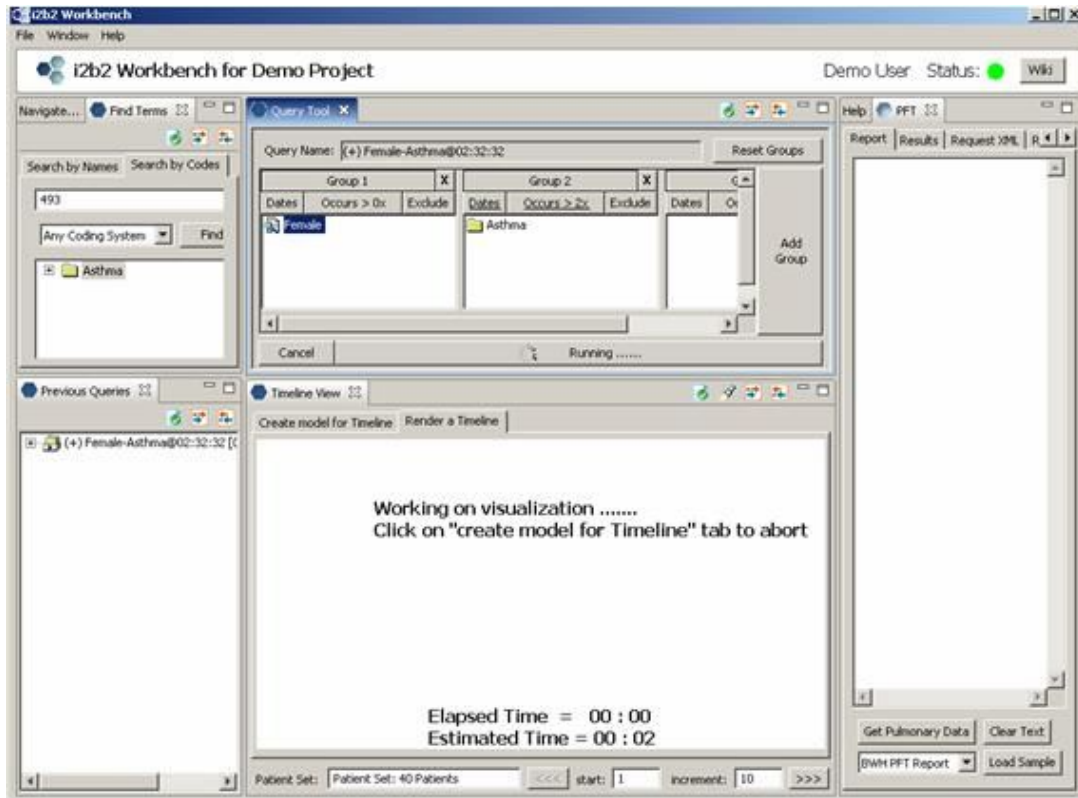 i2b2 Workbench
File Window Help
i2b2 Workbench for Demo Project
Demo User Status: Wiki
Navigate... Find Terms
Search by Names Search by Codes
493
Any Coding System Find
Asthma
Query Tool
Query Name: (+) Female-Asthma@02:32:32 Reset Groups
Group 1 X Group 2 X
Dates Occurs > 0x Exclude Dates Occurs > 2x Exclude Dates
Female Asthma
Add
Group
Cancel Running .......
Help PFT
Report Results Request XML R
Previous Queries
(+) Female-Asthma@02:32:32
Timeline View
Create model for Timeline Render a Timeline
Working on visualization .......
Click on "create model for Timeline" tab to abort
Elapsed Time = 00 : 00
Estimated Time = 00 : 02
Patient Set: Patient Set: 40 Patients <<< start: 1 increment: 10 >>>
Get Pulmonary Data Clear Text
BWH PFT Report Load Sample